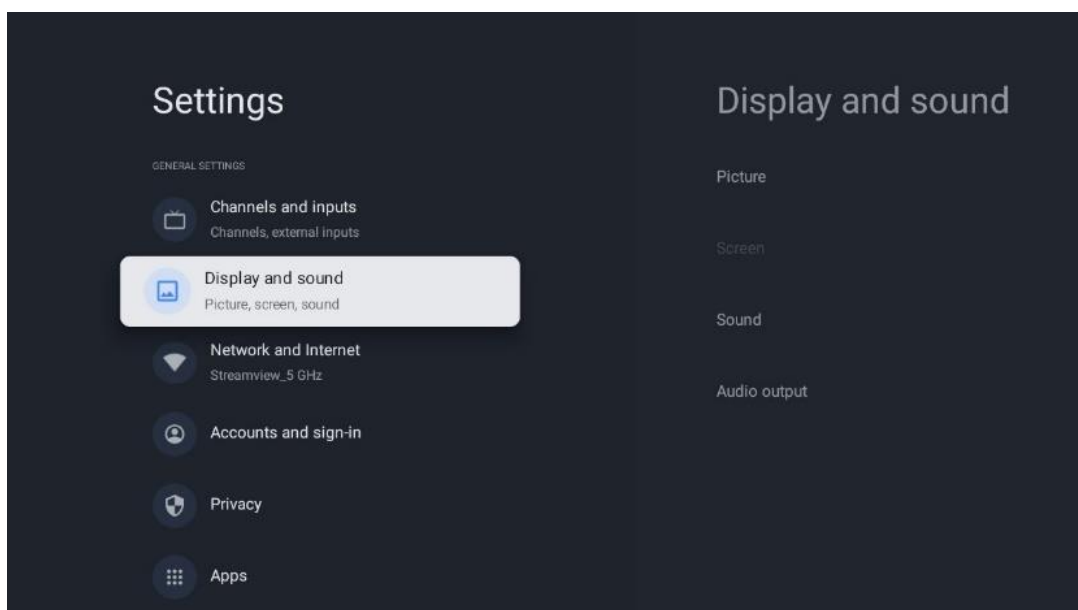 Settings
GENERAL SETTINGS
Channels and inputs
Channels, external inputs
Display and sound
Picture, screen, sound
Network and Internet
Streamview_5 GHz
Accounts and sign-in
Privacy
Apps
Display and sound
Picture
Screen
Sound
Audio output